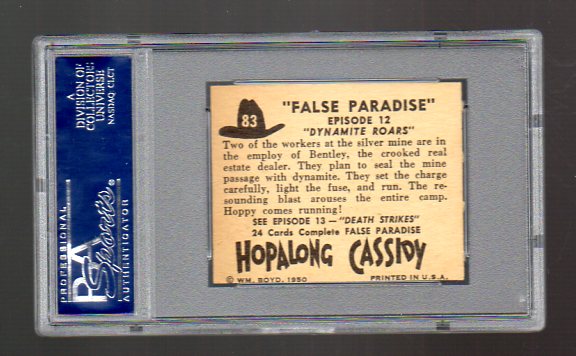 83
"FALSE PARADISE"
EPISODE 12
"DYNAMITE ROARS"
Two of the workers at the silver mine are in
the employ of Bentley, the crooked real
estate dealer. They plan to seal the mine
passage with dynamite. They set the charge
carefully, light the fuse, and run. The re-
sounding blast arouses the entire camp.
Hoppy comes running!
SEE EPISODE 13 — "DEATH STRIKES"
24 Cards Complete FALSE PARADISE
HOPALONG CASSIDY
© WM. BOYD, 1950 PRINTED IN U.S.A.
A
DIVISION OF
COLLECTORS
UNIVERSE
NASDAQ: CLCT
PROFESSIONAL
PSA
Sports
®
AUTHENTICATOR